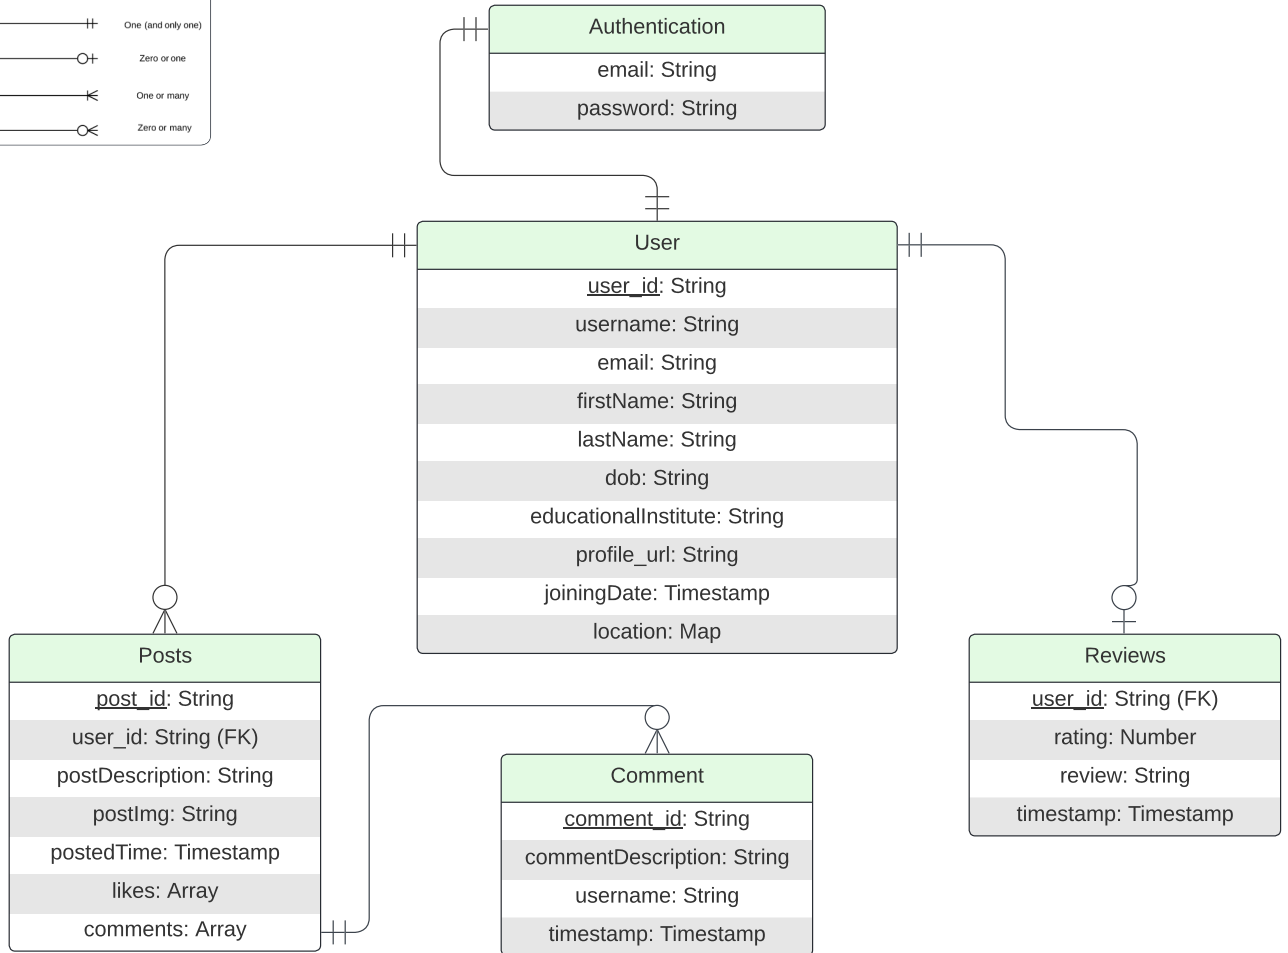 One (and only one)
Zero or one
One or many
Zero or many
Authentication
email: String
password: String
User
user_id: String
username: String
email: String
firstName: String
lastName: String
dob: String
educationalInstitute: String
profile_url: String
joiningDate: Timestamp
location: Map
Posts
post_id: String
user_id: String (FK)
postDescription: String
postImg: String
postedTime: Timestamp
likes: Array
comments: Array
Comment
comment_id: String
commentDescription: String
username: String
timestamp: Timestamp
Reviews
user_id: String (FK)
rating: Number
review: String
timestamp: Timestamp